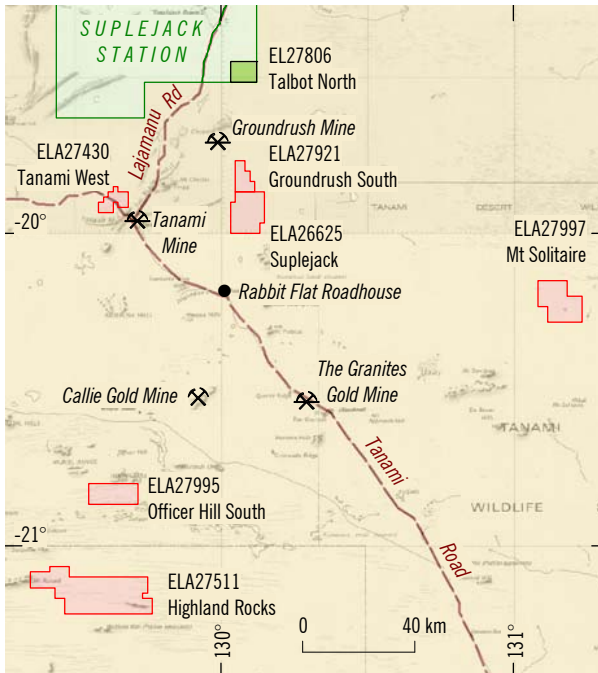 SUPLEJACK
STATION
EL27806
Talbot North
Lajamanu Rd
Groundrush Mine
ELA27430
Tanami West
ELA27921
Groundrush South
TANAMI
DESERT
Tanami
Mine
-20°
ELA26625
Suplejack
ELA27997
Mt Solitaire
Rabbit Flat Roadhouse
The Granites
Gold Mine
Callie Gold Mine
Tanami
Road
TANAMI
ELA27995
Officer Hill South
WILDLIFE
-21°
ELA27511
Highland Rocks
0
40 km
130°
131°